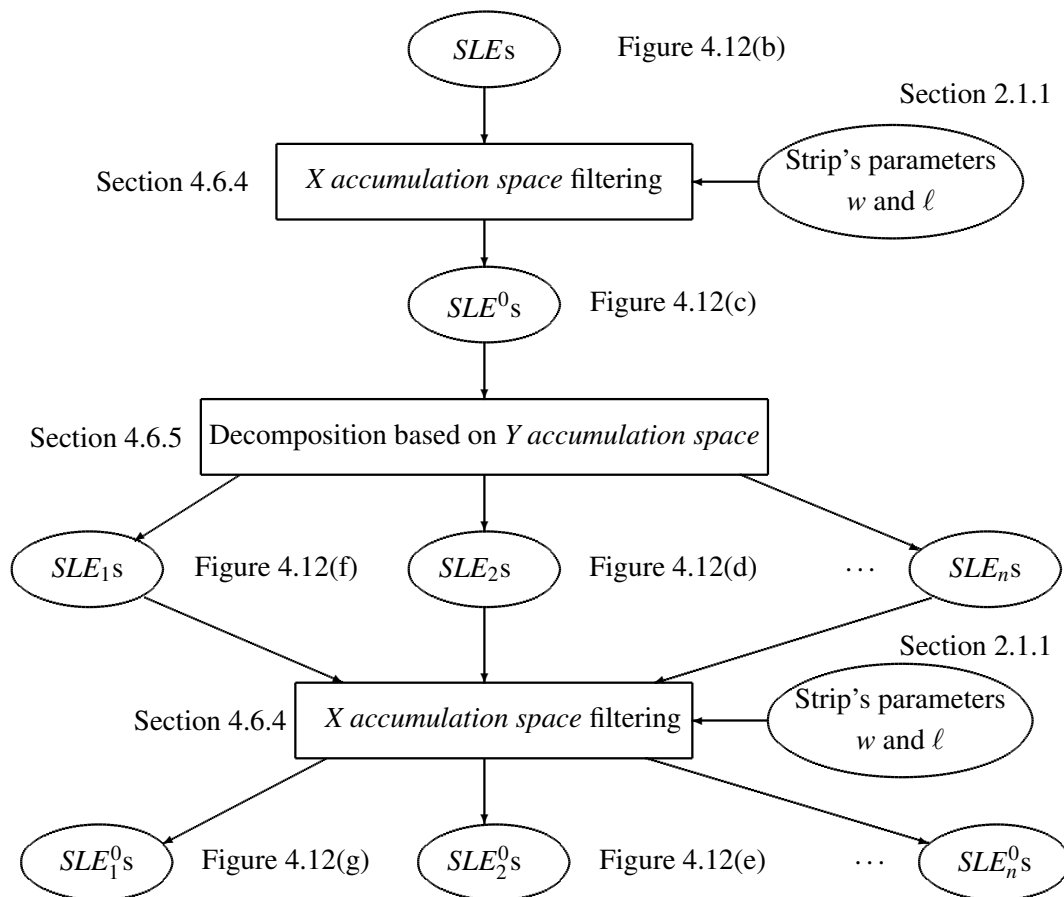 SLEs
Figure 4.12(b)
Section 2.1.1
Section 4.6.4
X accumulation space filtering
Strip's parameters
w and ℓ
SLE⁰s
Figure 4.12(c)
Section 4.6.5
Decomposition based on Y accumulation space
SLE₁s
Figure 4.12(f)
SLE₂s
Figure 4.12(d)
⋯
SLEₙs
Section 2.1.1
Section 4.6.4
X accumulation space filtering
Strip's parameters
w and ℓ
SLE₁⁰s
Figure 4.12(g)
SLE₂⁰s
Figure 4.12(e)
⋯
SLEₙ⁰s